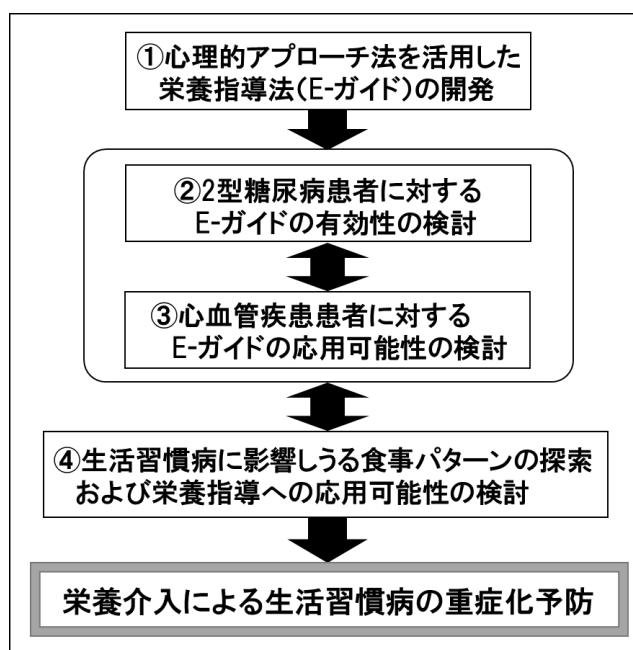 ①心理的アプローチ法を活用した
栄養指導法（E-ガイド）の開発
②2型糖尿病患者に対する
E-ガイドの有効性の検討
③心血管疾患患者に対する
E-ガイドの応用可能性の検討
④生活習慣病に影響しうる食事パターンの探索
および栄養指導への応用可能性の検討
栄養介入による生活習慣病の重症化予防